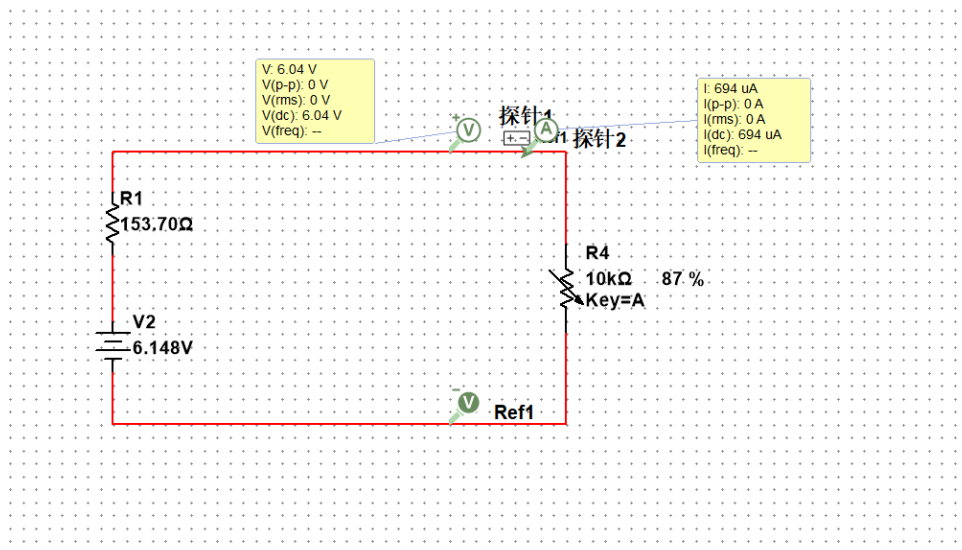 V: 6.04 V
V(p-p): 0 V
V(rms): 0 V
V(dc): 6.04 V
V(freq): --
I: 694 uA
I(p-p): 0 A
I(rms): 0 A
I(dc): 694 uA
I(freq): --
探针1
V
A
探针2
R1
153.70Ω
R4
10kΩ 87 %
Key=A
V2
6.148V
V
Ref1